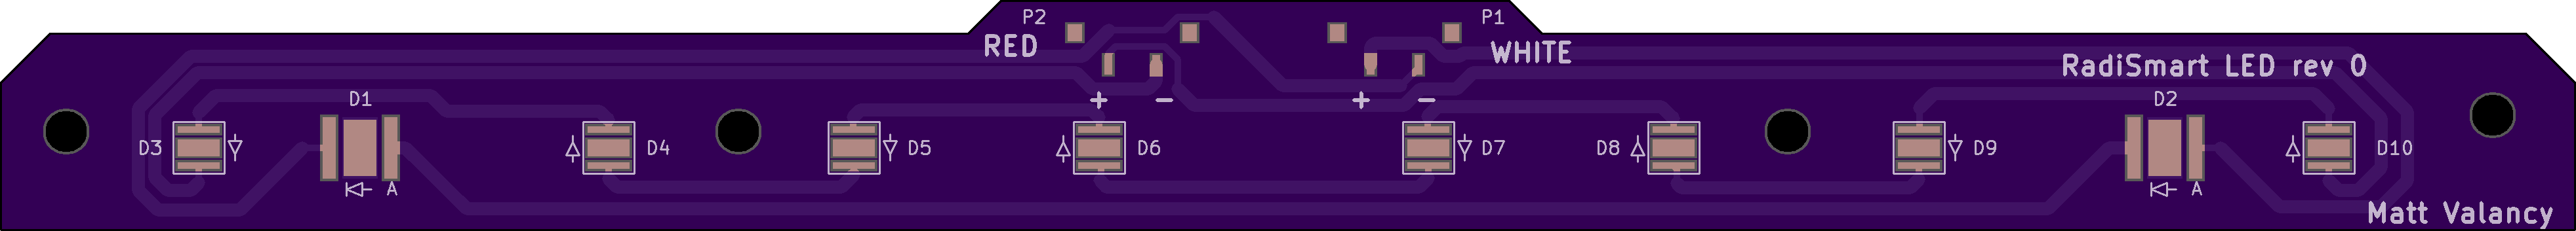 P2
P1
RED
WHITE
RadiSmart LED rev 0
+ -
+ -
D1
D2
D3
D4
D5
D6
D7
D8
D9
D10
A
A
Matt Valancy